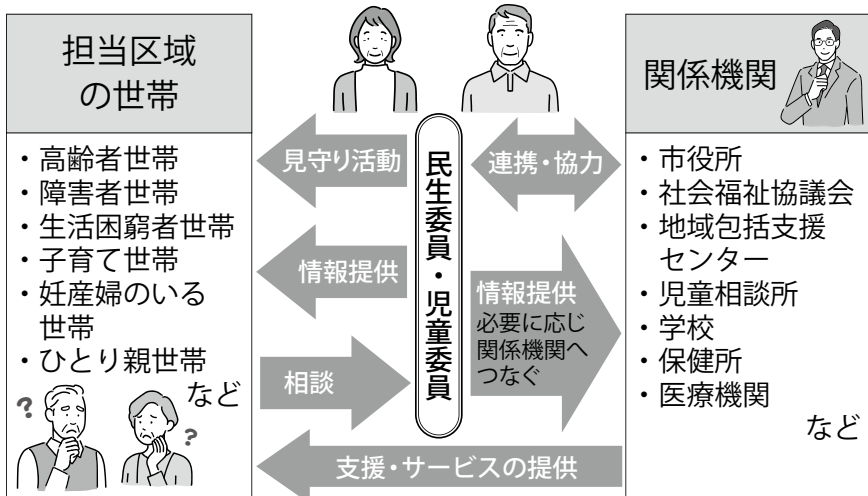 担当区域
の世帯
・高齢者世帯
・障害者世帯
・生活困窮者世帯
・子育て世帯
・妊産婦のいる
世帯
・ひとり親世帯
など
?
?
見守り活動
情報提供
相談
民生委員・児童委員
連携・協力
情報提供
必要に応じ
関係機関へ
つなぐ
支援・サービスの提供
関係機関
・市役所
・社会福祉協議会
・地域包括支援
センター
・児童相談所
・学校
・保健所
・医療機関
など